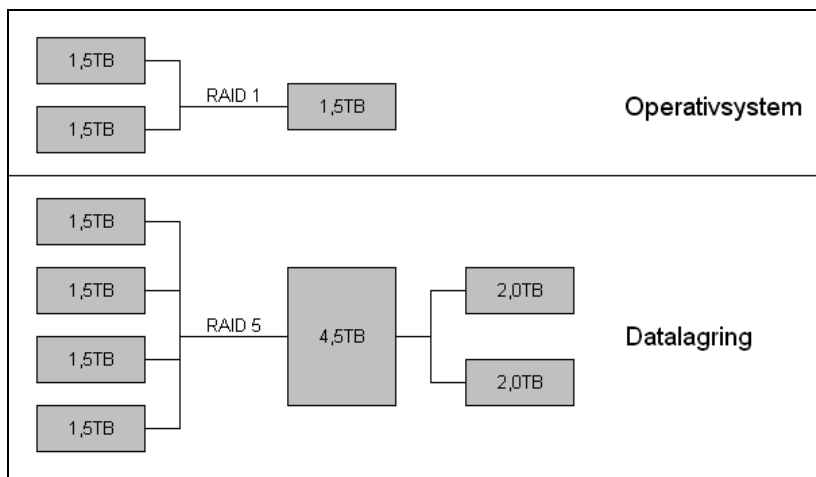 1,5TB
1,5TB
RAID 1
1,5TB
Operativsystem
1,5TB
1,5TB
1,5TB
1,5TB
RAID 5
4,5TB
2,0TB
2,0TB
Datalagring